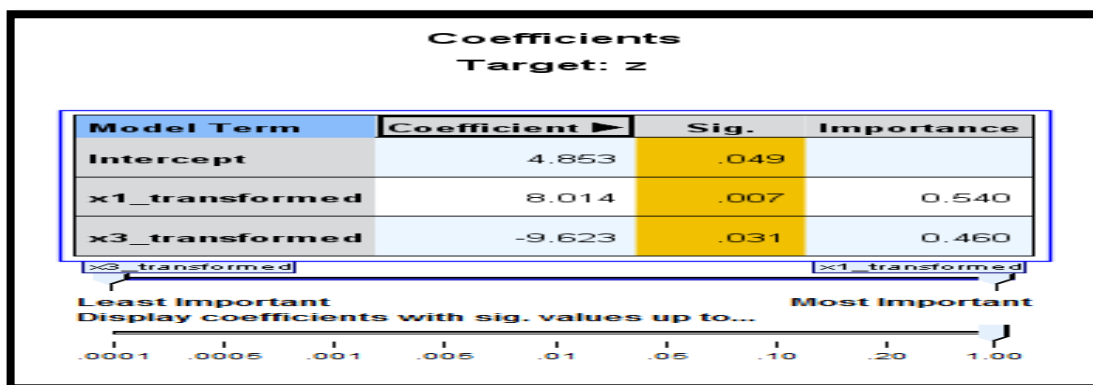 Coefficients
Target: z
Model Term Coefficient ► Sig. Importance
Intercept 4.853 .049
x1_transformed 8.014 .007 0.540
x3_transformed -9.623 .031 0.460
x3_transformed x1_transformed
Least Important Most Important
Display coefficients with sig. values up to...
.0001 .0005 .001 .005 .01 .05 .10 .20 1.00